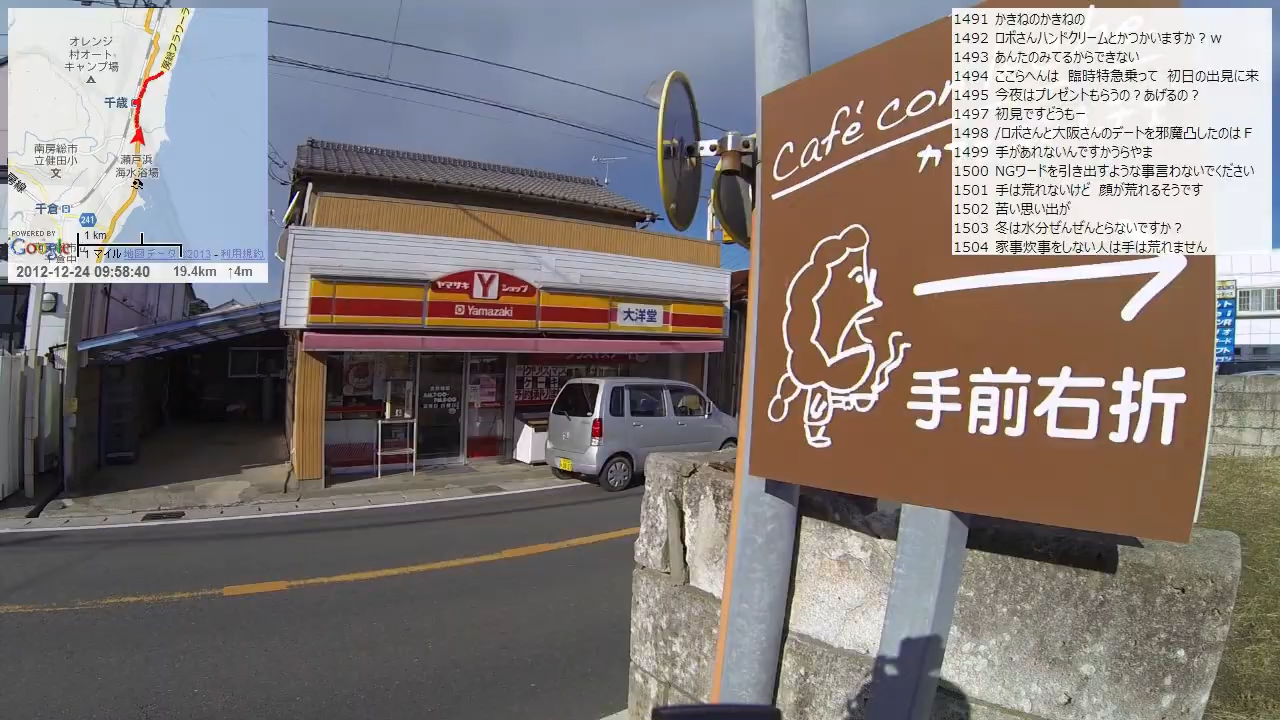 オレンジ
村オート
キャンプ場
房総フラワーラ
千歳
南房総市
立健田小
文
瀬戸浜
海水浴場
千倉
241
POWERED BY
Google
1 km
マイル
地図データ ©2013 - 利用規約
2012-12-24 09:58:40 19.4km ↑4m
1491 かきねのかきねの
1492 ロボさんハンドクリームとかつかいますか？ｗ
1493 あんたのみてるからできない
1494 ここらへんは　臨時特急乗って　初日の出見に来
1495 今夜はプレゼントもらうの？あげるの？
1497 初見ですどうもー
1498 /ロボさんと大阪さんのデートを邪魔凸したのはＦ
1499 手があれないんですかうらやま
1500 NGワードを引き出すような事言わないでください
1501 手は荒れないけど　顔が荒れるそうです
1502 苦い思い出が
1503 冬は水分ぜんぜんとらないですか？
1504 家事炊事をしない人は手は荒れません
Café
手前右折
ヤマザキ Y ショップ
Yamazaki
大洋堂